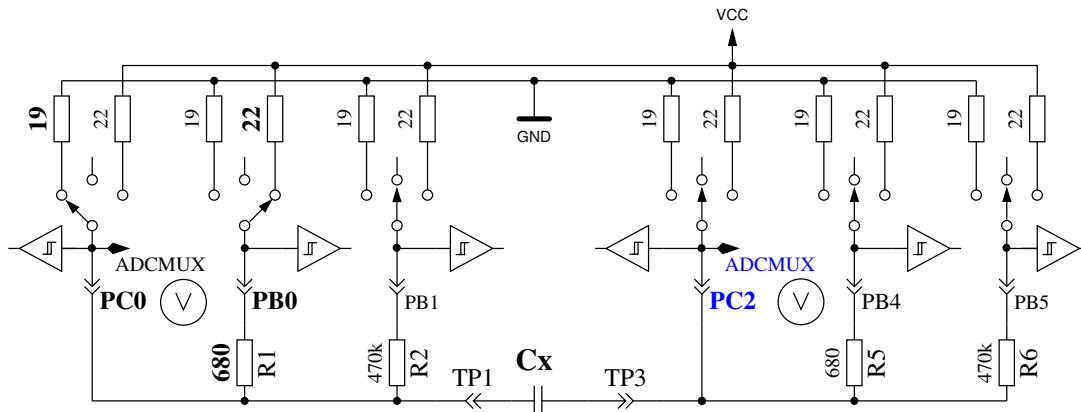 VCC
19
22
19
22
19
22
GND
19
22
19
22
19
22
ADCMUX
ADCMUX
PC0
V
PB0
PB1
PC2
V
PB4
PB5
680
R1
470k
R2
Cx
680
R5
470k
R6
TP1
TP3